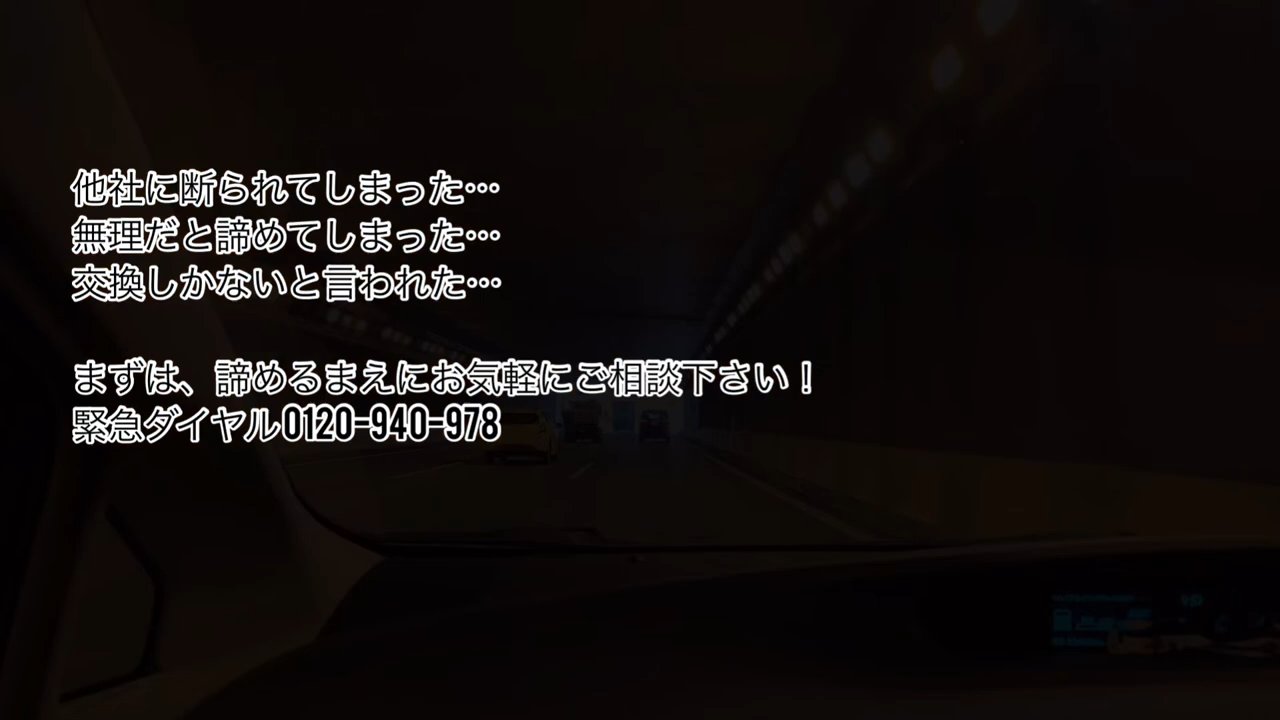 他社に断られてしまった…
無理だと諦めてしまった…
交換しかないと言われた…
まずは、諦めるまえにお気軽にご相談下さい！
緊急ダイヤル0120-940-978